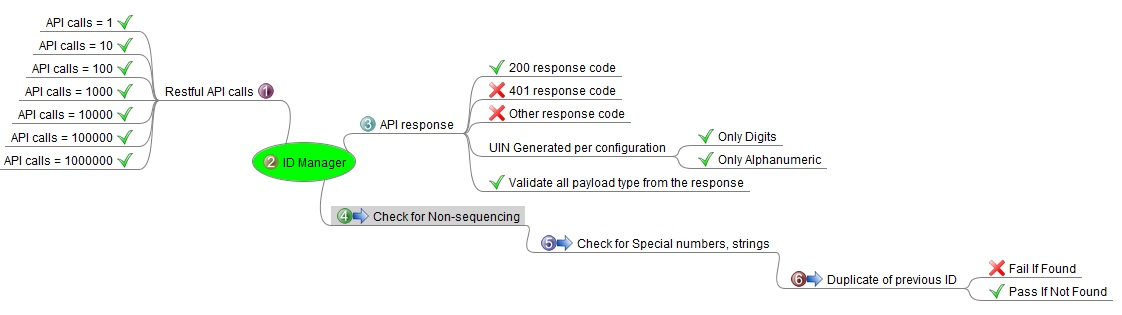 API calls = 1
API calls = 10
API calls = 100
API calls = 1000
API calls = 10000
API calls = 100000
API calls = 1000000
Restful API calls 1
2 ID Manager
3 API response
200 response code
401 response code
Other response code
UIN Generated per configuration
Only Digits
Only Alphanumeric
Validate all payload type from the response
4 Check for Non-sequencing
5 Check for Special numbers, strings
6 Duplicate of previous ID
Fail If Found
Pass If Not Found